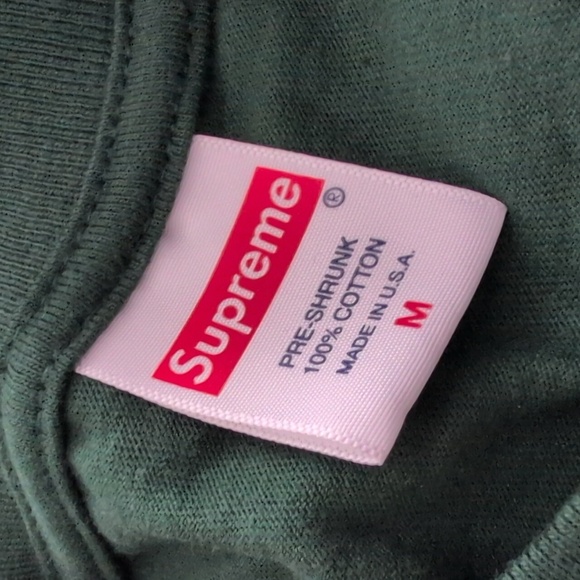 Supreme®
PRE-SHRUNK
100% COTTON
MADE IN U.S.A.
M